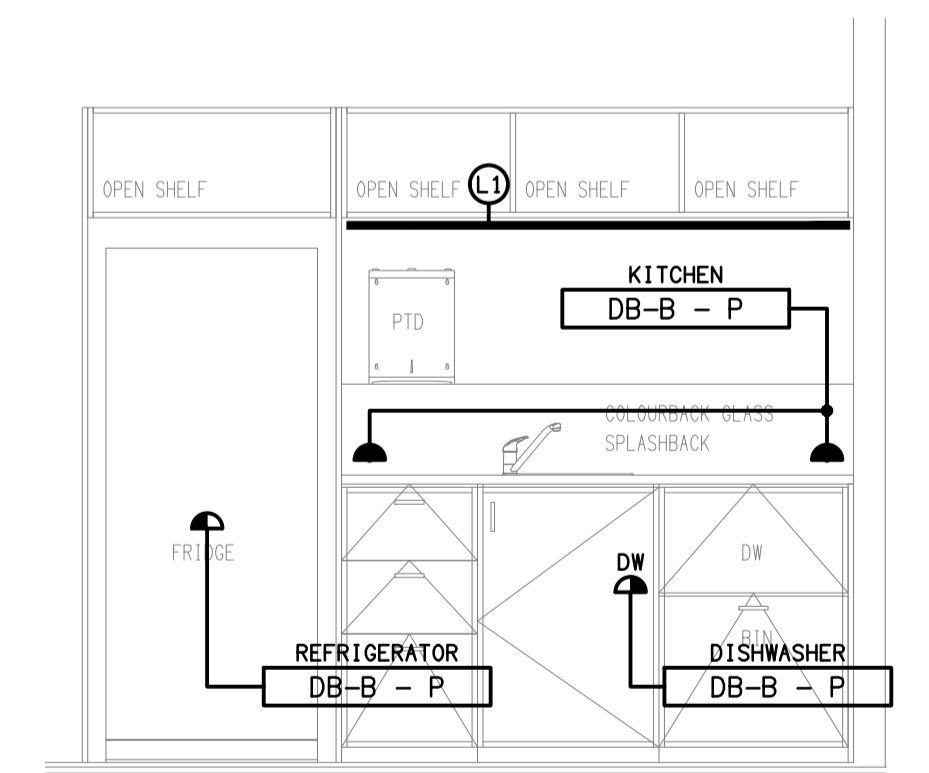 OPEN SHELF
OPEN SHELF
L1
OPEN SHELF
OPEN SHELF
KITCHEN
DB-B - P
PTD
COLOURBACK GLASS
SPLASHBACK
FRIDGE
DW
DW
BIN
REFRIGERATOR
DB-B - P
DISHWASHER
DB-B - P